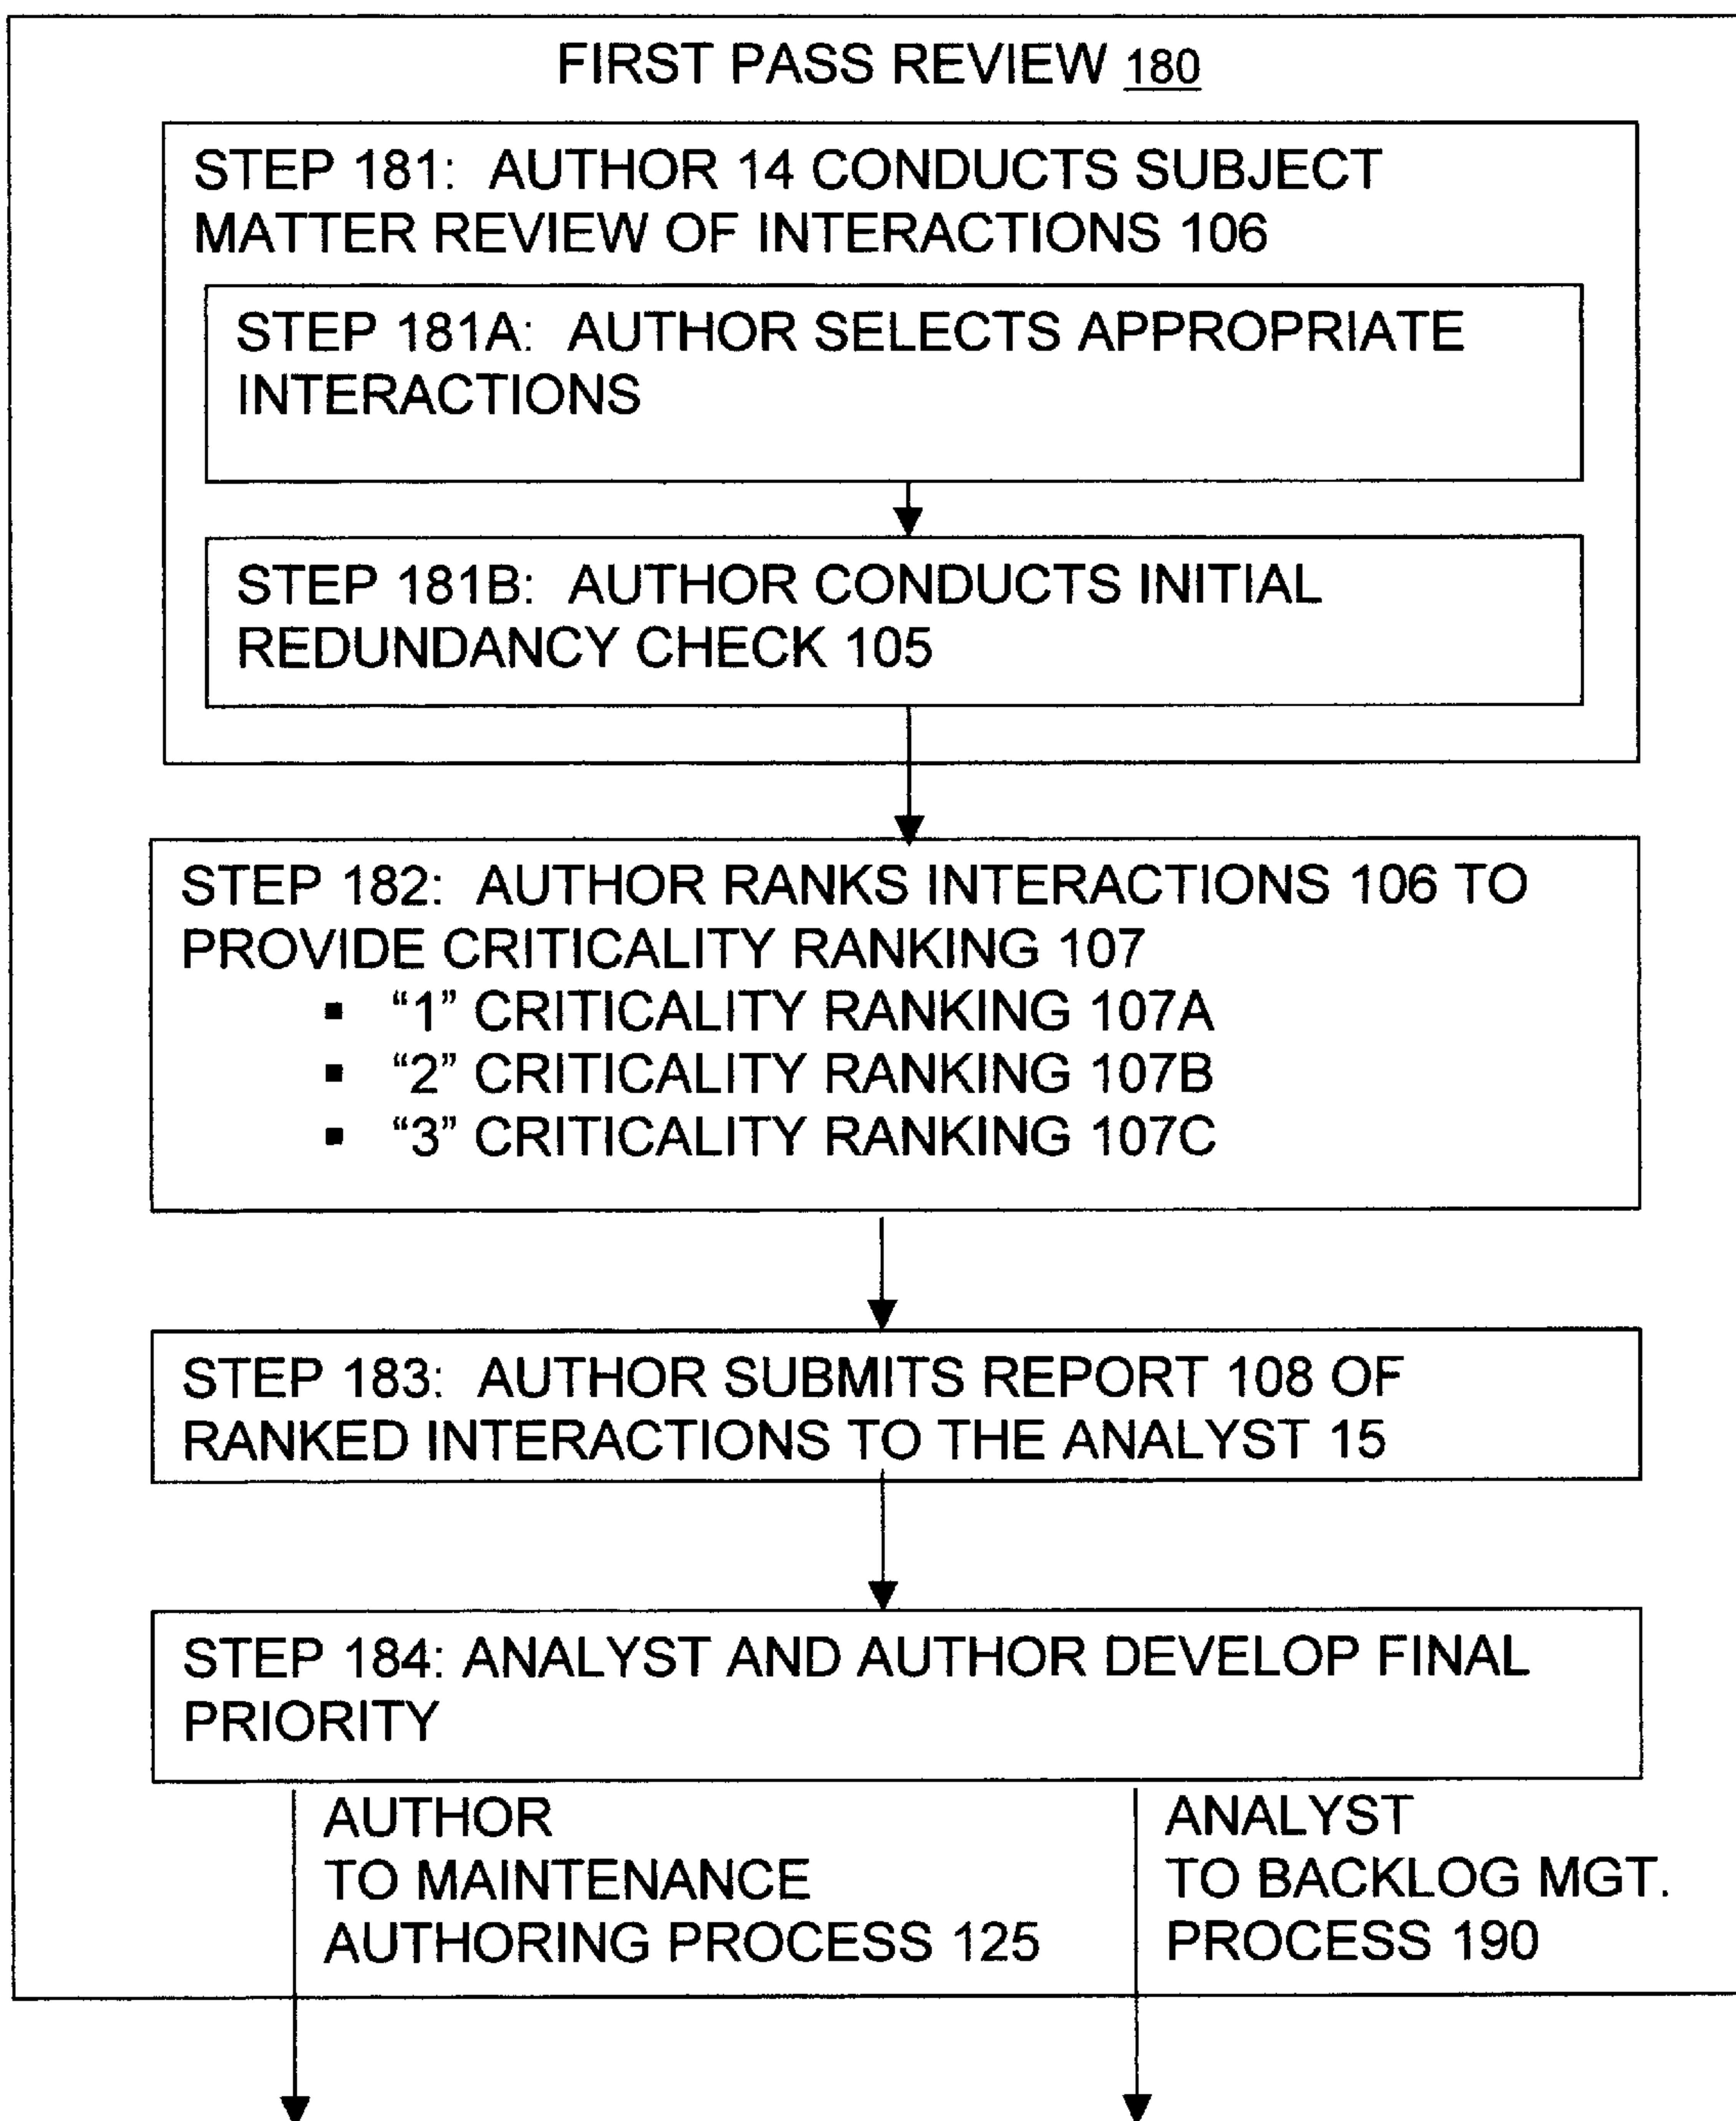 FIRST PASS REVIEW 180
STEP 181: AUTHOR 14 CONDUCTS SUBJECT
MATTER REVIEW OF INTERACTIONS 106
STEP 181A: AUTHOR SELECTS APPROPRIATE
INTERACTIONS
STEP 181B: AUTHOR CONDUCTS INITIAL
REDUNDANCY CHECK 105
STEP 182: AUTHOR RANKS INTERACTIONS 106 TO
PROVIDE CRITICALITY RANKING 107
▪ “1” CRITICALITY RANKING 107A
▪ “2” CRITICALITY RANKING 107B
▪ “3” CRITICALITY RANKING 107C
STEP 183: AUTHOR SUBMITS REPORT 108 OF
RANKED INTERACTIONS TO THE ANALYST 15
STEP 184: ANALYST AND AUTHOR DEVELOP FINAL
PRIORITY
AUTHOR
TO MAINTENANCE
AUTHORING PROCESS 125
ANALYST
TO BACKLOG MGT.
PROCESS 190